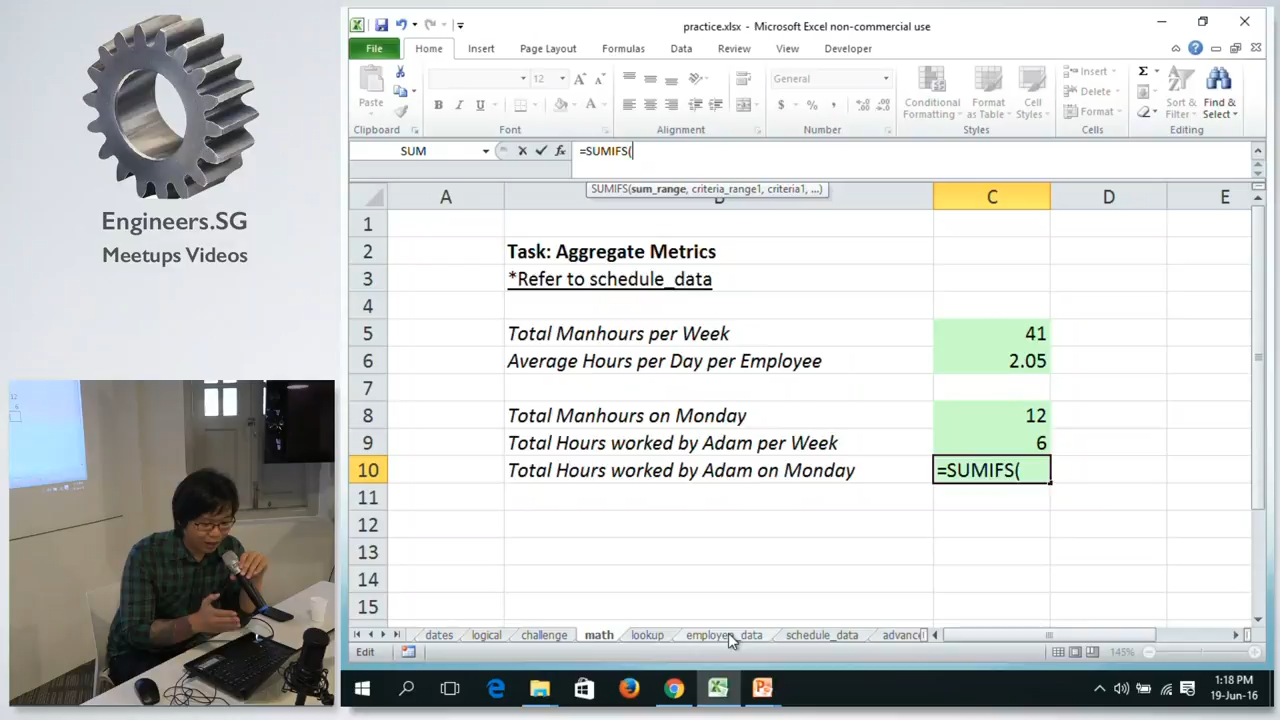 Engineers.SG
Meetups Videos
practice.xlsx - Microsoft Excel non-commercial use
File Home Insert Page Layout Formulas Data Review View Developer
Paste
Clipboard
12
Font
Alignment
General
$ % ,
Number
Conditional Formatting
Format as Table
Cell Styles
Styles
Insert
Delete
Format
Cells
Sort & Filter
Find & Select
Editing
SUM =SUMIFS(
SUMIFS(sum_range, criteria_range1, criteria1, ...)
A C D E
1
2 Task: Aggregate Metrics
3 *Refer to schedule_data
4
5 Total Manhours per Week 41
6 Average Hours per Day per Employee 2.05
7
8 Total Manhours on Monday 12
9 Total Hours worked by Adam per Week 6
10 Total Hours worked by Adam on Monday =SUMIFS(
11
12
13
14
15
dates logical challenge math lookup employee_data schedule_data advance
Edit 145%
1:18 PM
19-Jun-16